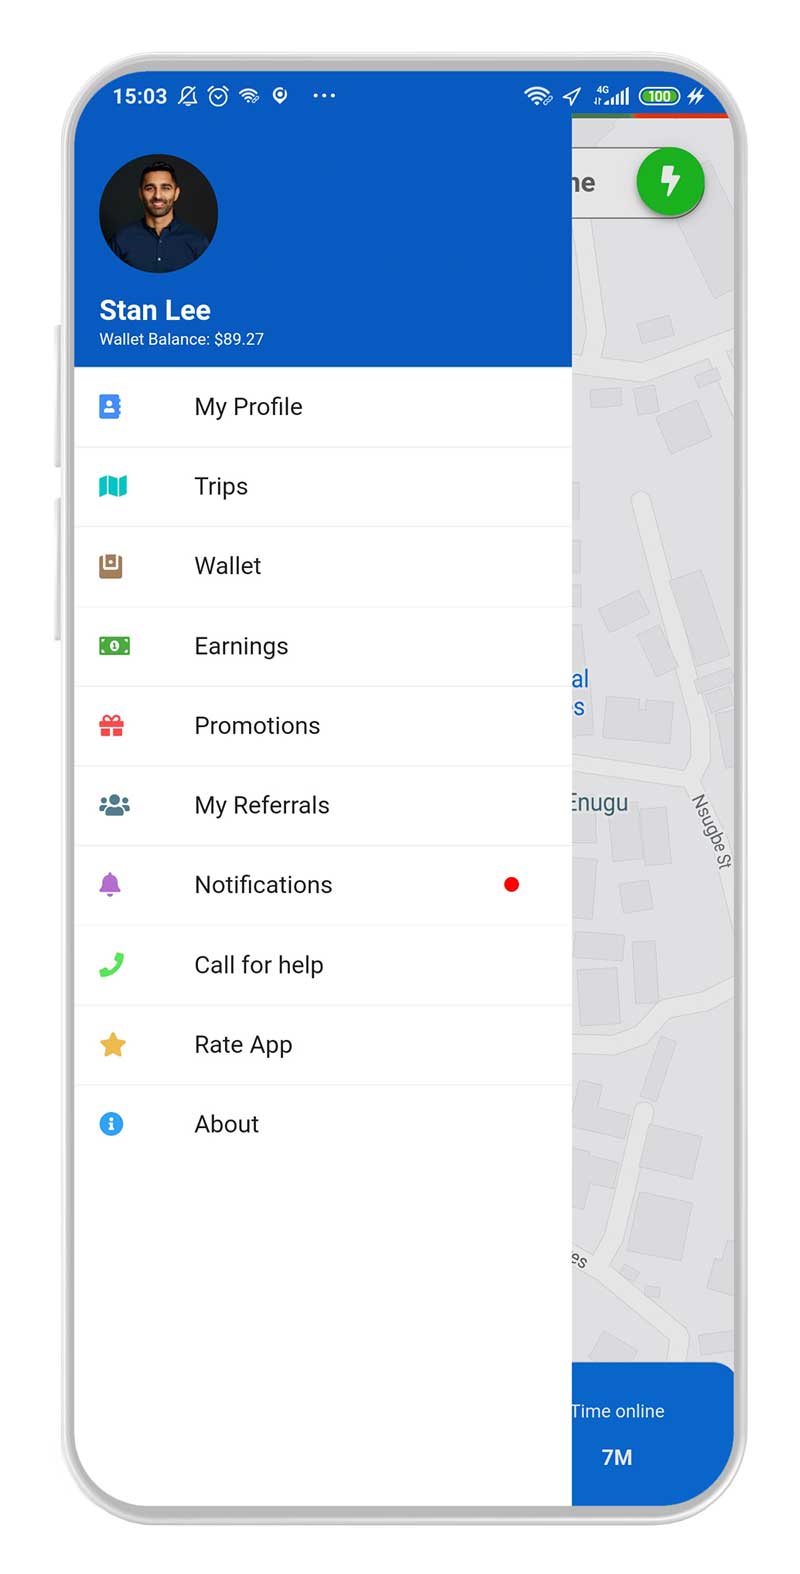 15:03
4G
100
ne
Stan Lee
Wallet Balance: $89.27
My Profile
Trips
Wallet
Earnings
Promotions
My Referrals
Notifications
Call for help
Rate App
About
al
s
Enugu
Nsugbe St
es
Time online
7M